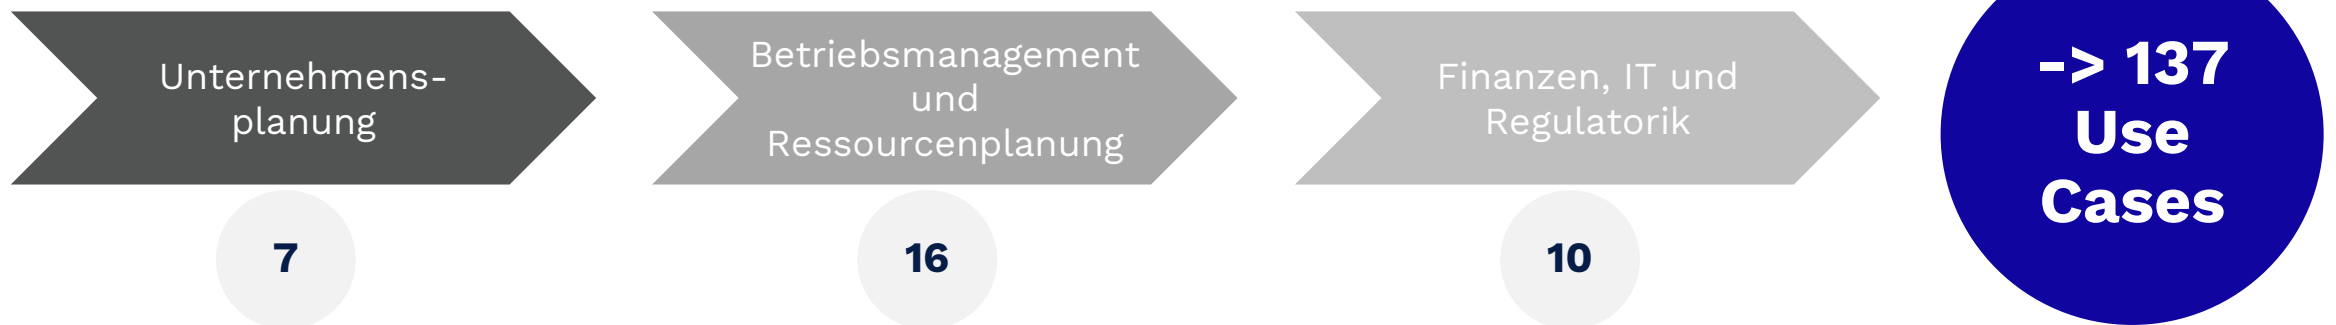 Unternehmens-
planung
7
Betriebsmanagement
und
Ressourcenplanung
16
Finanzen, IT und
Regulatorik
10
-> 137
Use
Cases